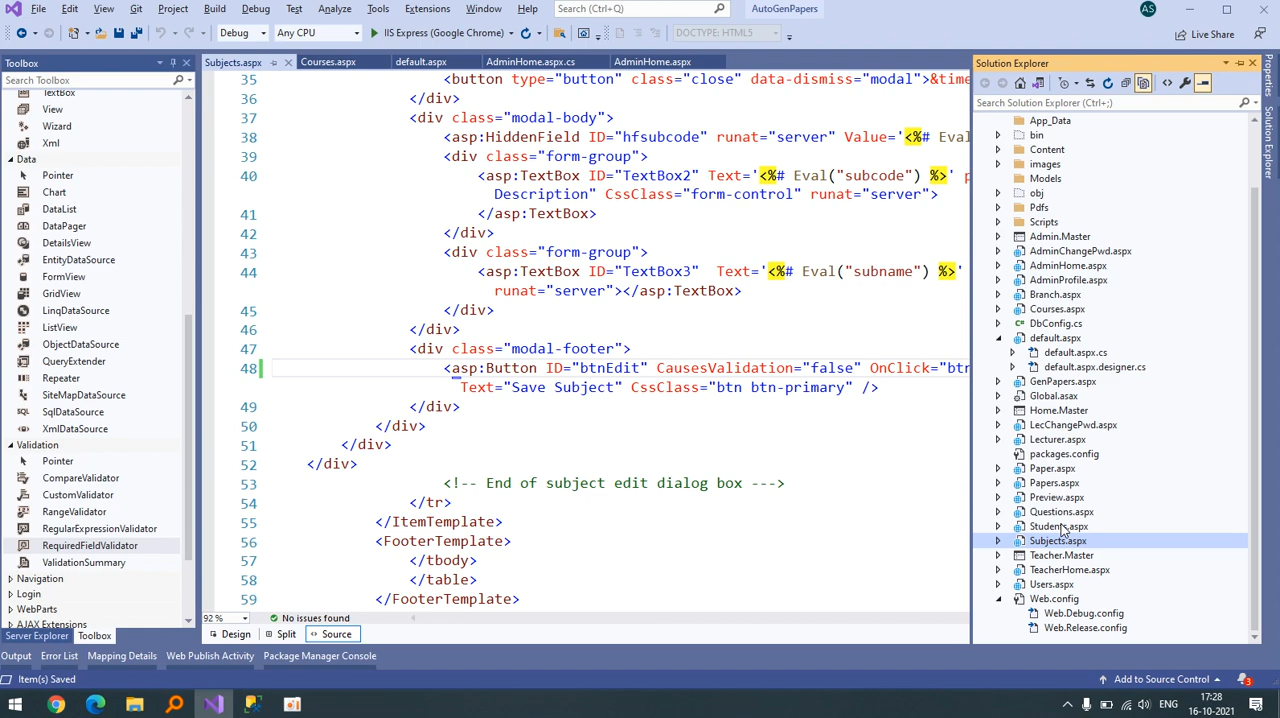 File Edit View Git Project Build Debug Test Analyze Tools Extensions Window Help Search (Ctrl+Q) AutoGenPapers AS
Debug Any CPU IIS Express (Google Chrome) DOCTYPE: HTML5 Live Share
Toolbox
Search Toolbox
TextBox
View
Wizard
Xml
Data
Pointer
Chart
DataList
DataPager
DetailsView
EntityDataSource
FormView
GridView
LinqDataSource
ListView
ObjectDataSource
QueryExtender
Repeater
SiteMapDataSource
SqlDataSource
XmlDataSource
Validation
Pointer
CompareValidator
CustomValidator
RangeValidator
RegularExpressionValidator
RequiredFieldValidator
ValidationSummary
Navigation
Login
WebParts
AJAX Extensions
Server Explorer Toolbox
Subjects.aspx Courses.aspx default.aspx AdminHome.aspx.cs AdminHome.aspx
35 <button type="button" class="close" data-dismiss="modal">&time
36 </div>
37 <div class="modal-body">
38 <asp:HiddenField ID="hfsubcode" runat="server" Value='<%# Eval
39 <div class="form-group">
40 <asp:TextBox ID="TextBox2" Text='<%# Eval("subcode") %>' p
Description" CssClass="form-control" runat="server">
41 </asp:TextBox>
42 </div>
43 <div class="form-group">
44 <asp:TextBox ID="TextBox3" Text='<%# Eval("subname") %>'
runat="server"></asp:TextBox>
45 </div>
46 </div>
47 <div class="modal-footer">
48 <asp:Button ID="btnEdit" CausesValidation="false" OnClick="btn
Text="Save Subject" CssClass="btn btn-primary" />
49 </div>
50 </div>
51 </div>
52 </div>
53 <!-- End of subject edit dialog box --->
54 </tr>
55 </ItemTemplate>
56 <FooterTemplate>
57 </tbody>
58 </table>
59 </FooterTemplate>
92 % No issues found
Design Split Source
Solution Explorer
Search Solution Explorer (Ctrl+;)
App_Data
bin
Content
images
Models
obj
Pdfs
Scripts
Admin.Master
AdminChangePwd.aspx
AdminHome.aspx
AdminProfile.aspx
Branch.aspx
Courses.aspx
DbConfig.cs
default.aspx
default.aspx.cs
default.aspx.designer.cs
GenPapers.aspx
Global.asax
Home.Master
LecChangePwd.aspx
Lecturer.aspx
packages.config
Paper.aspx
Papers.aspx
Preview.aspx
Questions.aspx
Students.aspx
Subjects.aspx
Teacher.Master
TeacherHome.aspx
Users.aspx
Web.config
Web.Debug.config
Web.Release.config
Properties
Output Error List Mapping Details Web Publish Activity Package Manager Console
Item(s) Saved Add to Source Control 3
ENG 17:28
16-10-2021